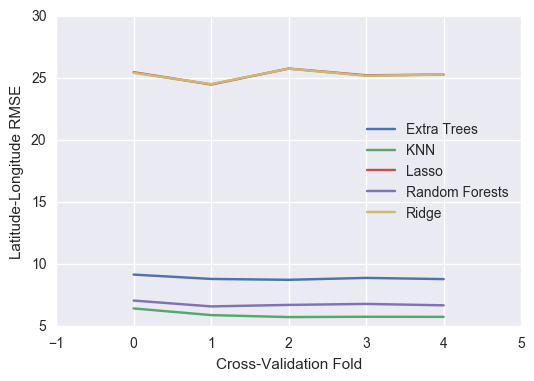 30
25
20
15
10
5
Latitude-Longitude RMSE
Extra Trees
KNN
Lasso
Random Forests
Ridge
−1 0 1 2 3 4 5
Cross-Validation Fold